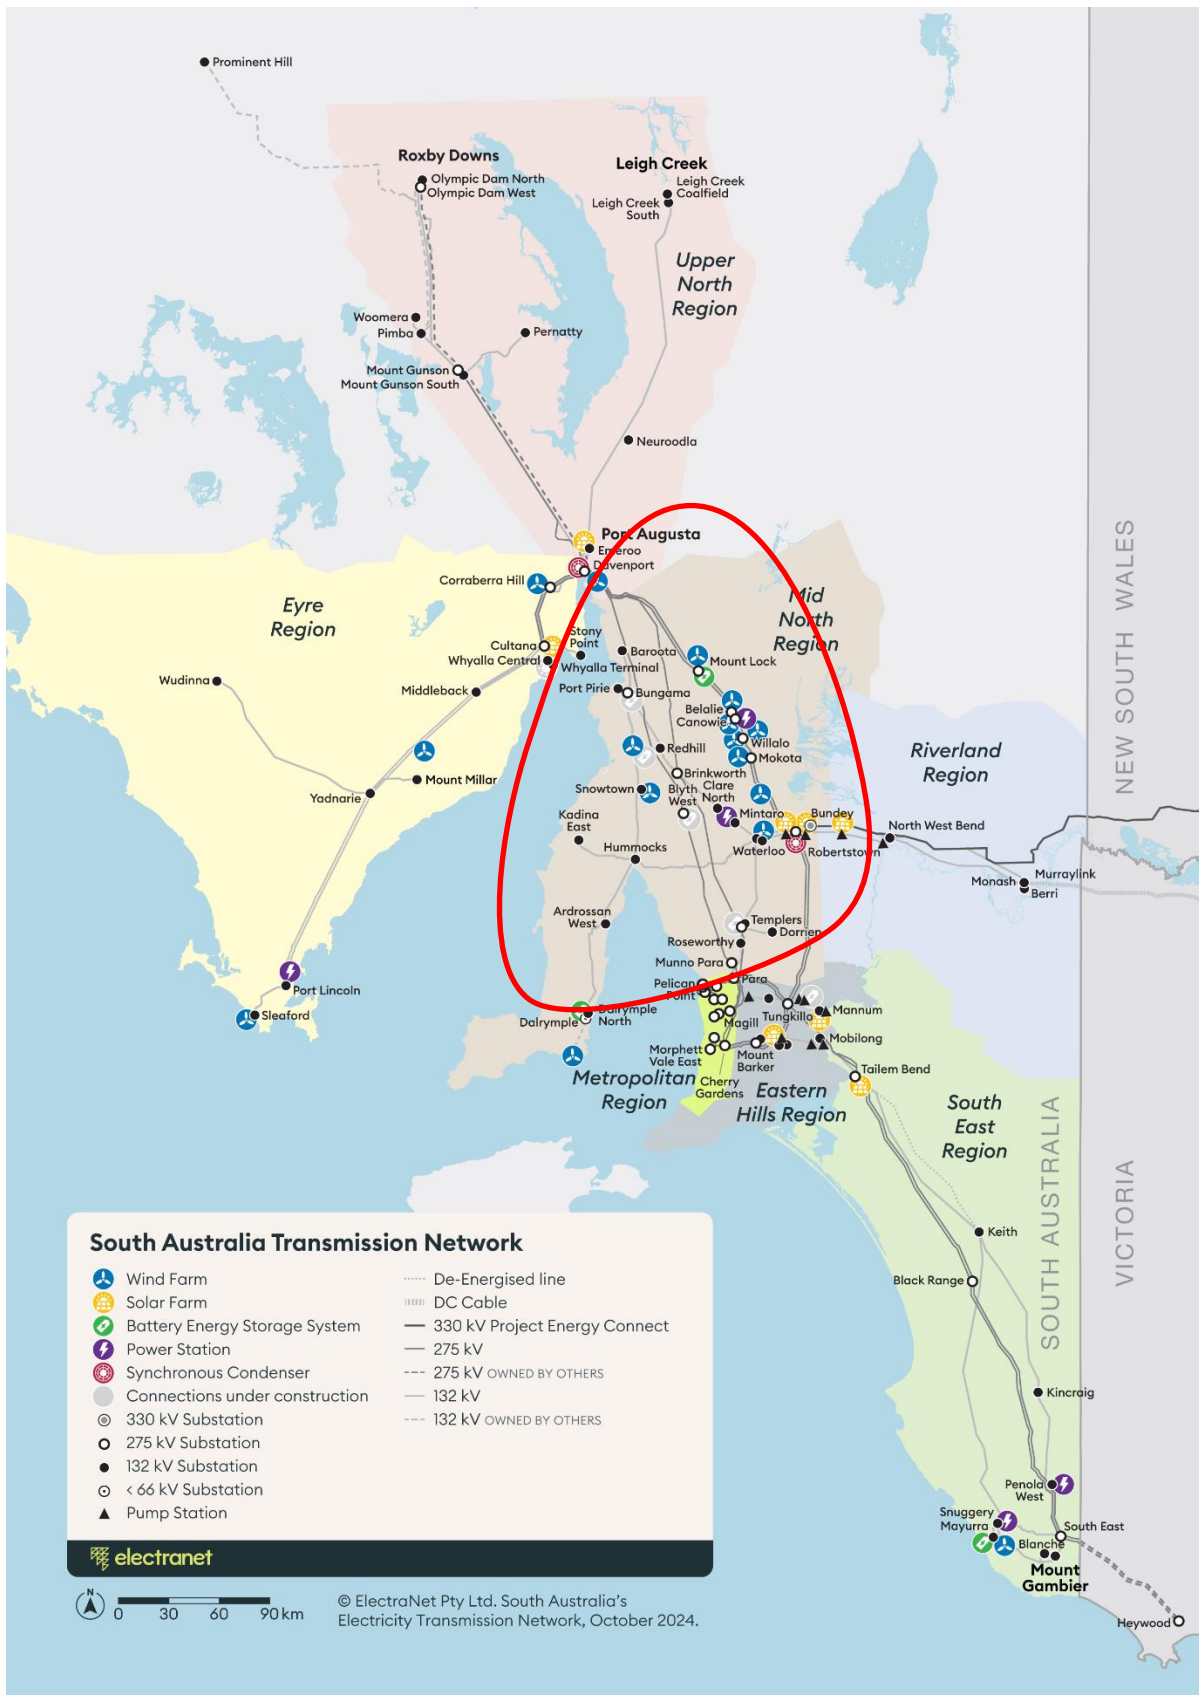 Prominent Hill
Roxby Downs
Olympic Dam North
Olympic Dam West
Leigh Creek
Leigh Creek
Coalfield
Leigh Creek
South
Upper
North
Region
Woomera
Pimba
Pernatty
Mount Gunson
Mount Gunson South
Neuroodla
Port Augusta
Emeroo
Davenport
Corraberra Hill
Eyre
Region
Mid
North
Region
Stony
Point
Cultana
Whyalla Central
Whyalla Terminal
Baroota
Mount Lock
Wudinna
Middleback
Port Pirie
Bungama
Belalie
Canowie
Willalo
Mokota
Redhill
Riverland
Region
NEW SOUTH WALES
Mount Millar
Yadnarie
Snowtown
Brinkworth
Blyth
West
Clare
North
Mintaro
Bundey
Kadina
East
Hummocks
Waterloo
Robertstown
North West Bend
Monash
Murraylink
Berri
Ardrossan
West
Templers
Dorrien
Roseworthy
Munno Para
Para
Pelican
Point
Port Lincoln
Sleaford
Dalrymple
Dalrymple
North
Magill
Tungkillo
Mannum
Mobilong
Morphett
Vale East
Mount
Barker
Cherry
Gardens
Tailem Bend
Metropolitan
Region
Eastern
Hills Region
South
East
Region
SOUTH AUSTRALIA
VICTORIA
Keith
Black Range
Kincraig
Penola
West
Snuggery
Mayurra
South East
Blanche
Mount
Gambier
Heywood
South Australia Transmission Network
Wind Farm
Solar Farm
Battery Energy Storage System
Power Station
Synchronous Condenser
Connections under construction
330 kV Substation
275 kV Substation
132 kV Substation
< 66 kV Substation
Pump Station
De-Energised line
DC Cable
330 kV Project Energy Connect
275 kV
275 kV OWNED BY OTHERS
132 kV
132 kV OWNED BY OTHERS
electranet
N
0 30 60 90 km
© ElectraNet Pty Ltd. South Australia's
Electricity Transmission Network, October 2024.